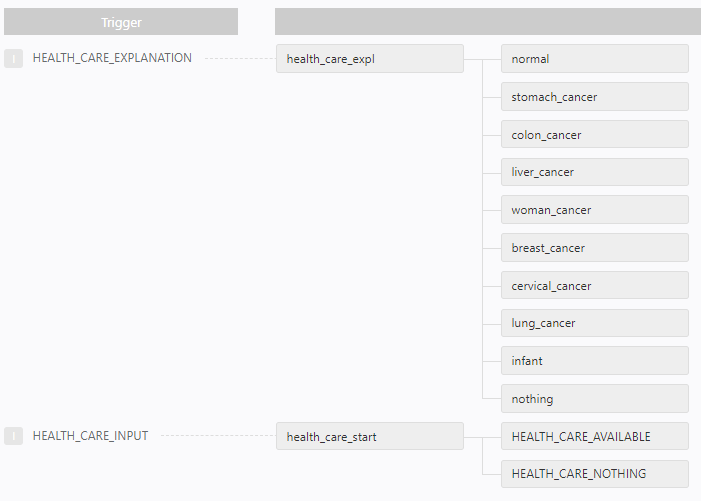 Trigger
HEALTH_CARE_EXPLANATION
health_care_expl
normal
stomach_cancer
colon_cancer
liver_cancer
woman_cancer
breast_cancer
cervical_cancer
lung_cancer
infant
nothing
HEALTH_CARE_INPUT
health_care_start
HEALTH_CARE_AVAILABLE
HEALTH_CARE_NOTHING